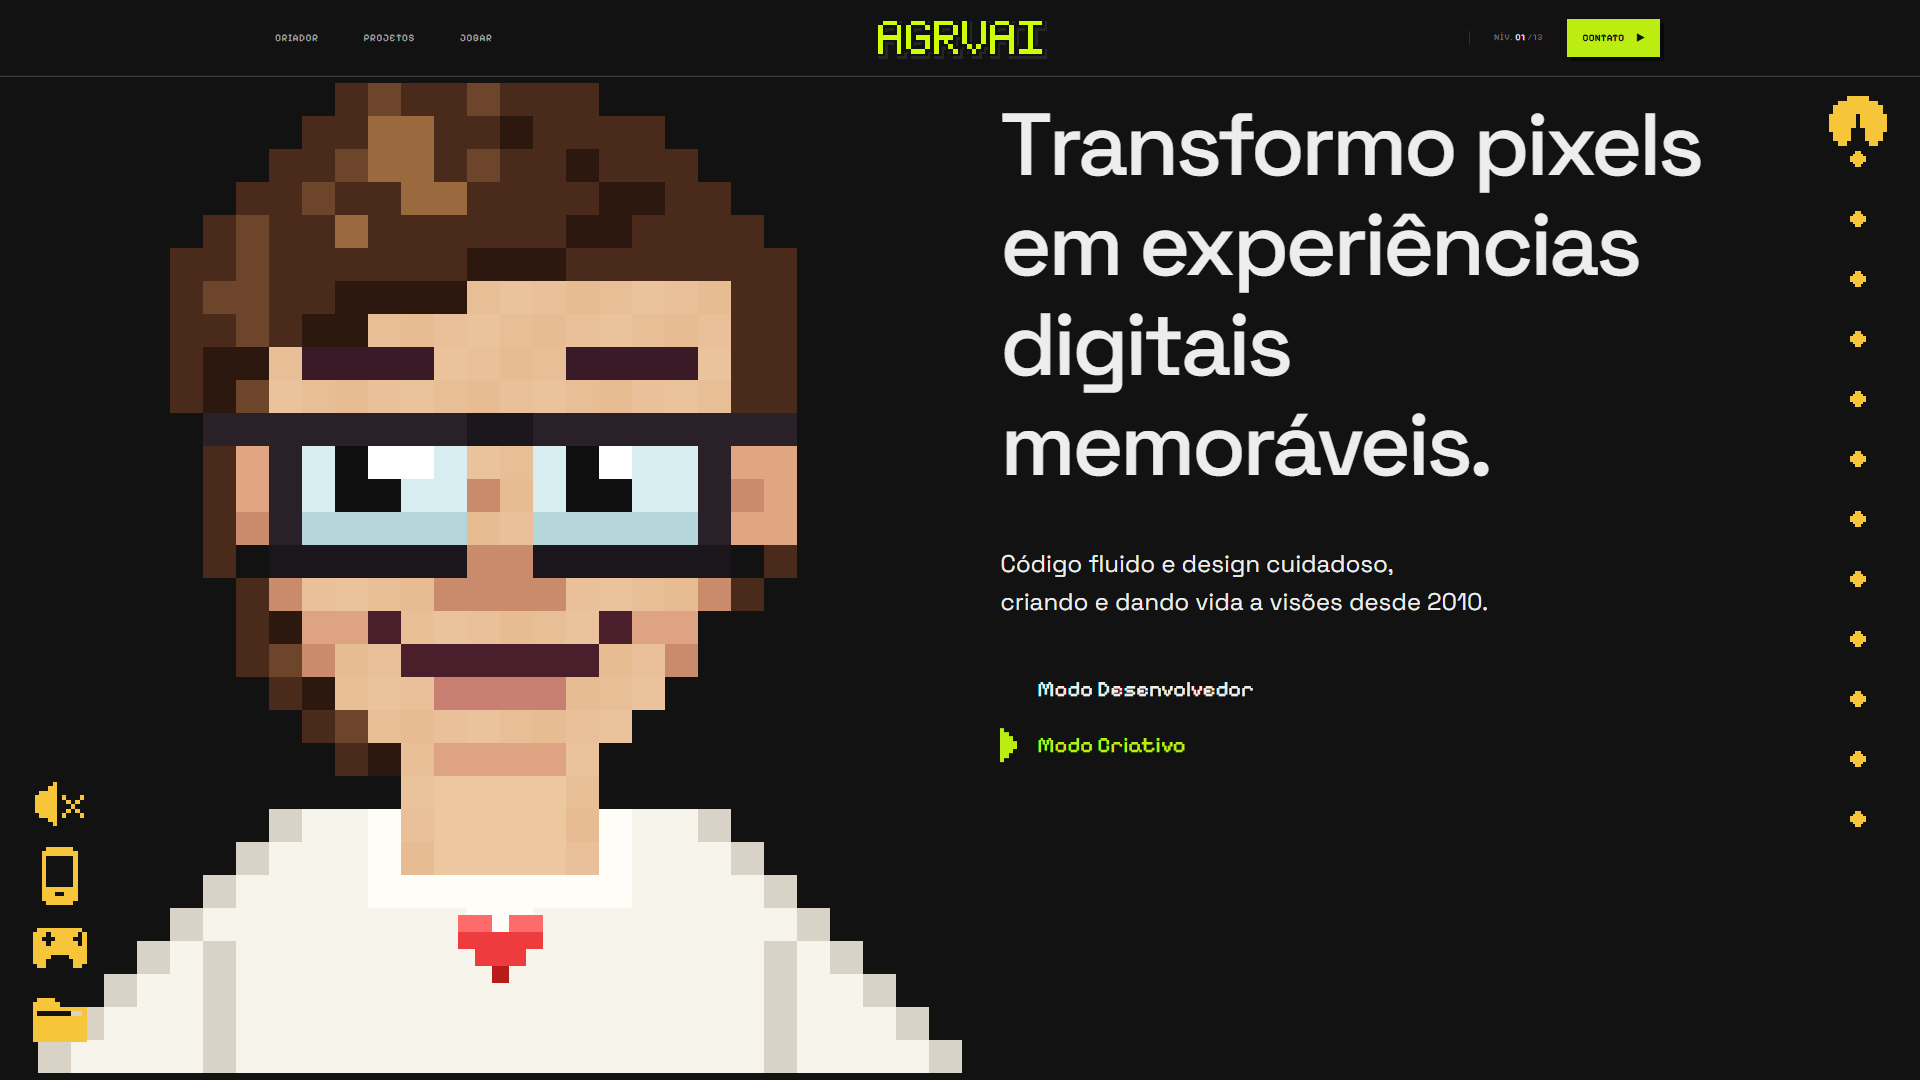 CRIADOR
PROJETOS
JOGAR
AGRVAI
NÍV. 01 /13
CONTATO
Transformo pixels
em experiências
digitais
memoráveis.
Código fluido e design cuidadoso,
criando e dando vida a visões desde 2010.
Modo Desenvolvedor
Modo Criativo